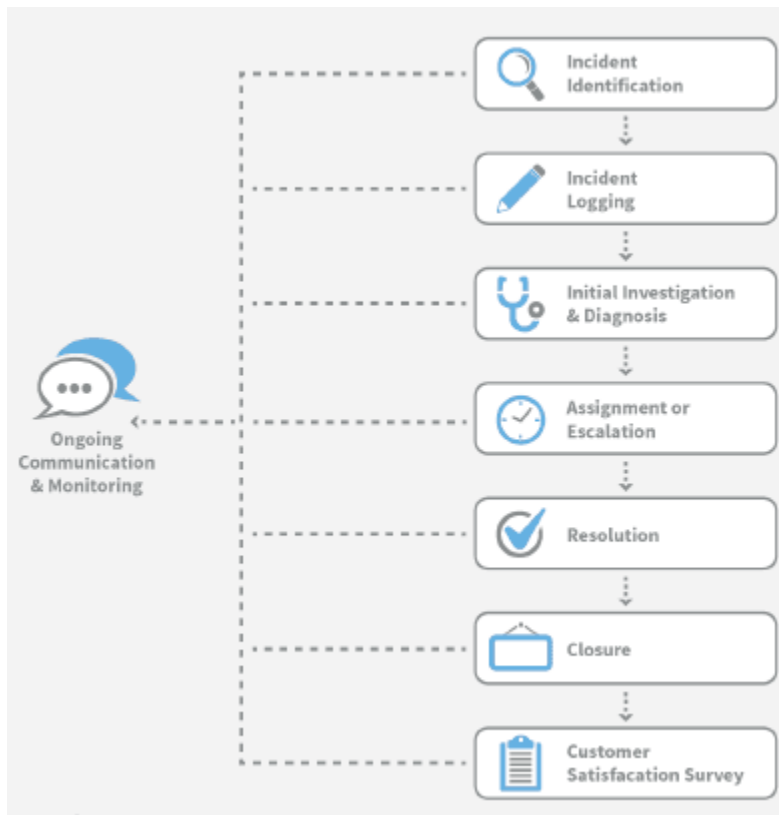 Incident
Identification
Incident
Logging
Initial Investigation
& Diagnosis
Ongoing
Communication
& Monitoring
Assignment or
Escalation
Resolution
Closure
Customer
Satisfacation Survey